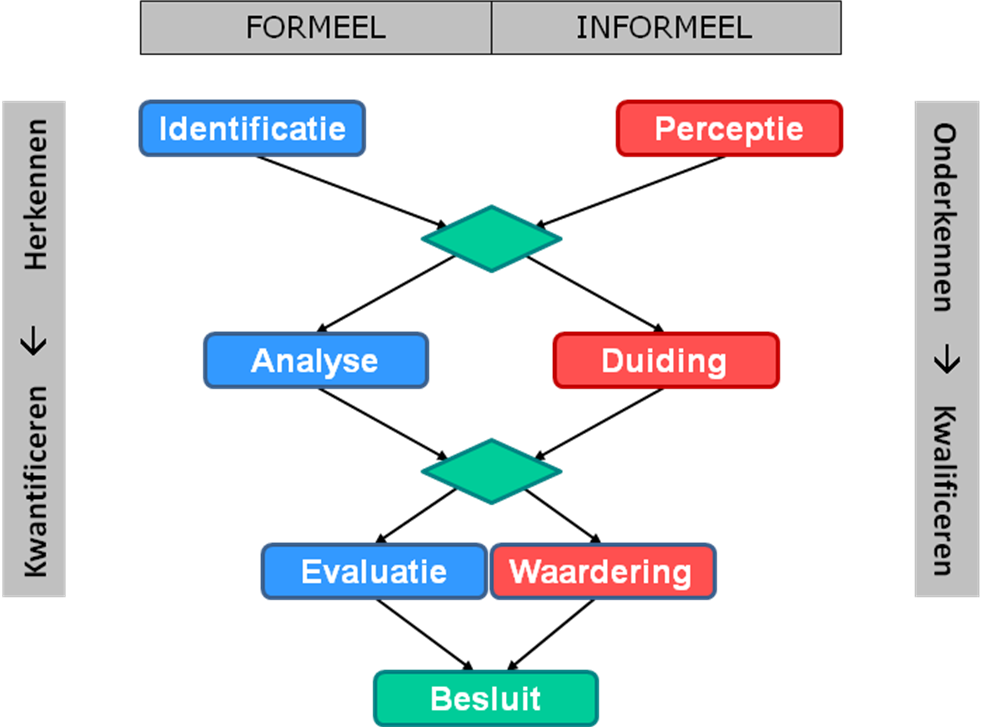 FORMEEL INFORMEEL
Identificatie Perceptie
Analyse Duiding
Evaluatie Waardering
Besluit
Herkennen → Kwantificeren
Onderkennen → Kwalificeren